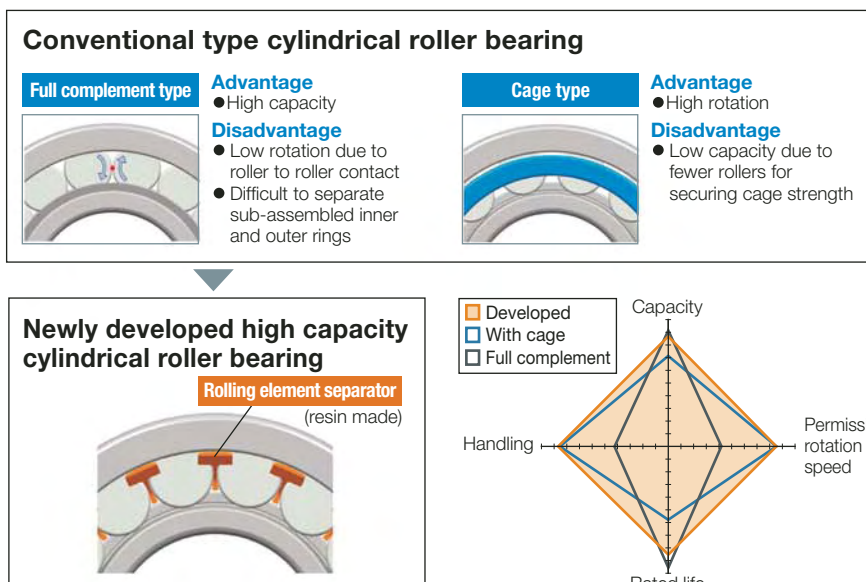 Conventional type cylindrical roller bearing
Full complement type
Advantage
●High capacity
Disadvantage
● Low rotation due to
roller to roller contact
● Difficult to separate
sub-assembled inner
and outer rings
Cage type
Advantage
●High rotation
Disadvantage
● Low capacity due to
fewer rollers for
securing cage strength
Newly developed high capacity
cylindrical roller bearing
Rolling element separator
(resin made)
Developed
With cage
Full complement
Capacity
Handling
Permiss
rotation
speed
Rated life